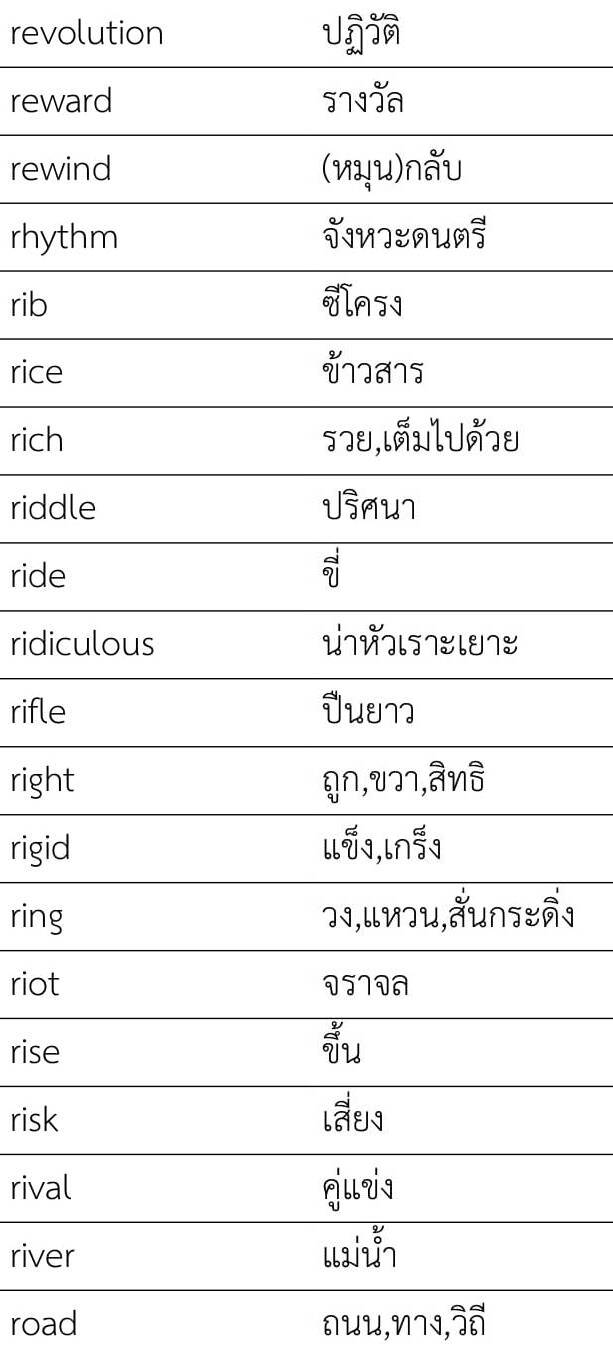 revolution ปฏิวัติ
reward รางวัล
rewind (หมุน)กลับ
rhythm จังหวะดนตรี
rib ซี่โครง
rice ข้าวสาร
rich รวย,เต็มไปด้วย
riddle ปริศนา
ride ขี่
ridiculous น่าหัวเราะเยาะ
rifle ปืนยาว
right ถูก,ขวา,สิทธิ
rigid แข็ง,เกร็ง
ring วง,แหวน,สั่นกระดิ่ง
riot จราจล
rise ขึ้น
risk เสี่ยง
rival คู่แข่ง
river แม่น้ำ
road ถนน,ทาง,วิถี